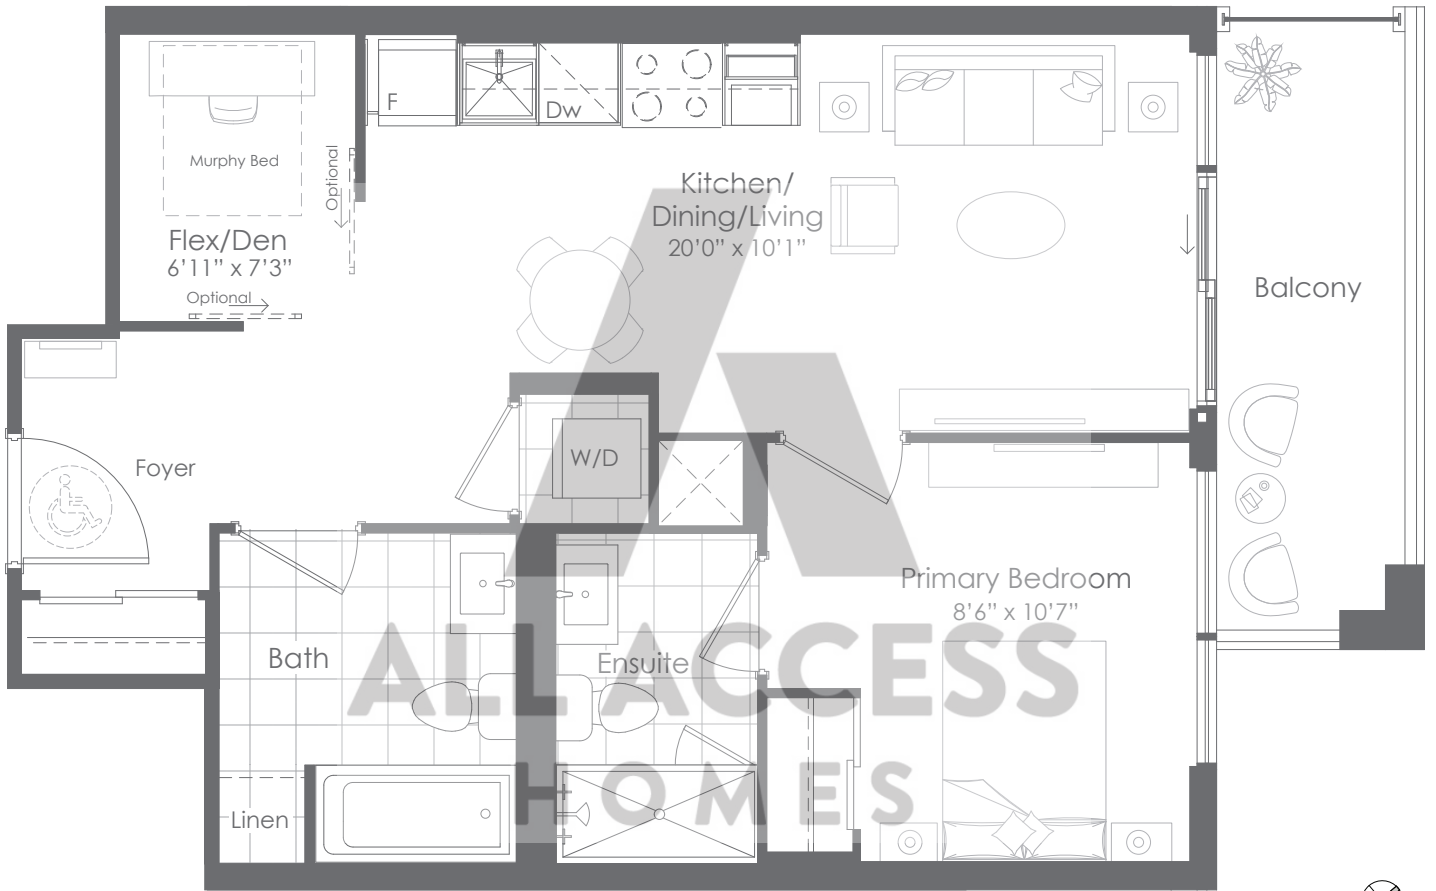 F
Dw
Murphy Bed
Optional
Flex/Den
6'11” x 7'3”
Optional
Kitchen/
Dining/Living
20'0” x 10'1”
Balcony
W/D
Foyer
Primary Bedroom
8'6” x 10'7”
Bath
Ensuite
Linen
ALL ACCESS
HOMES